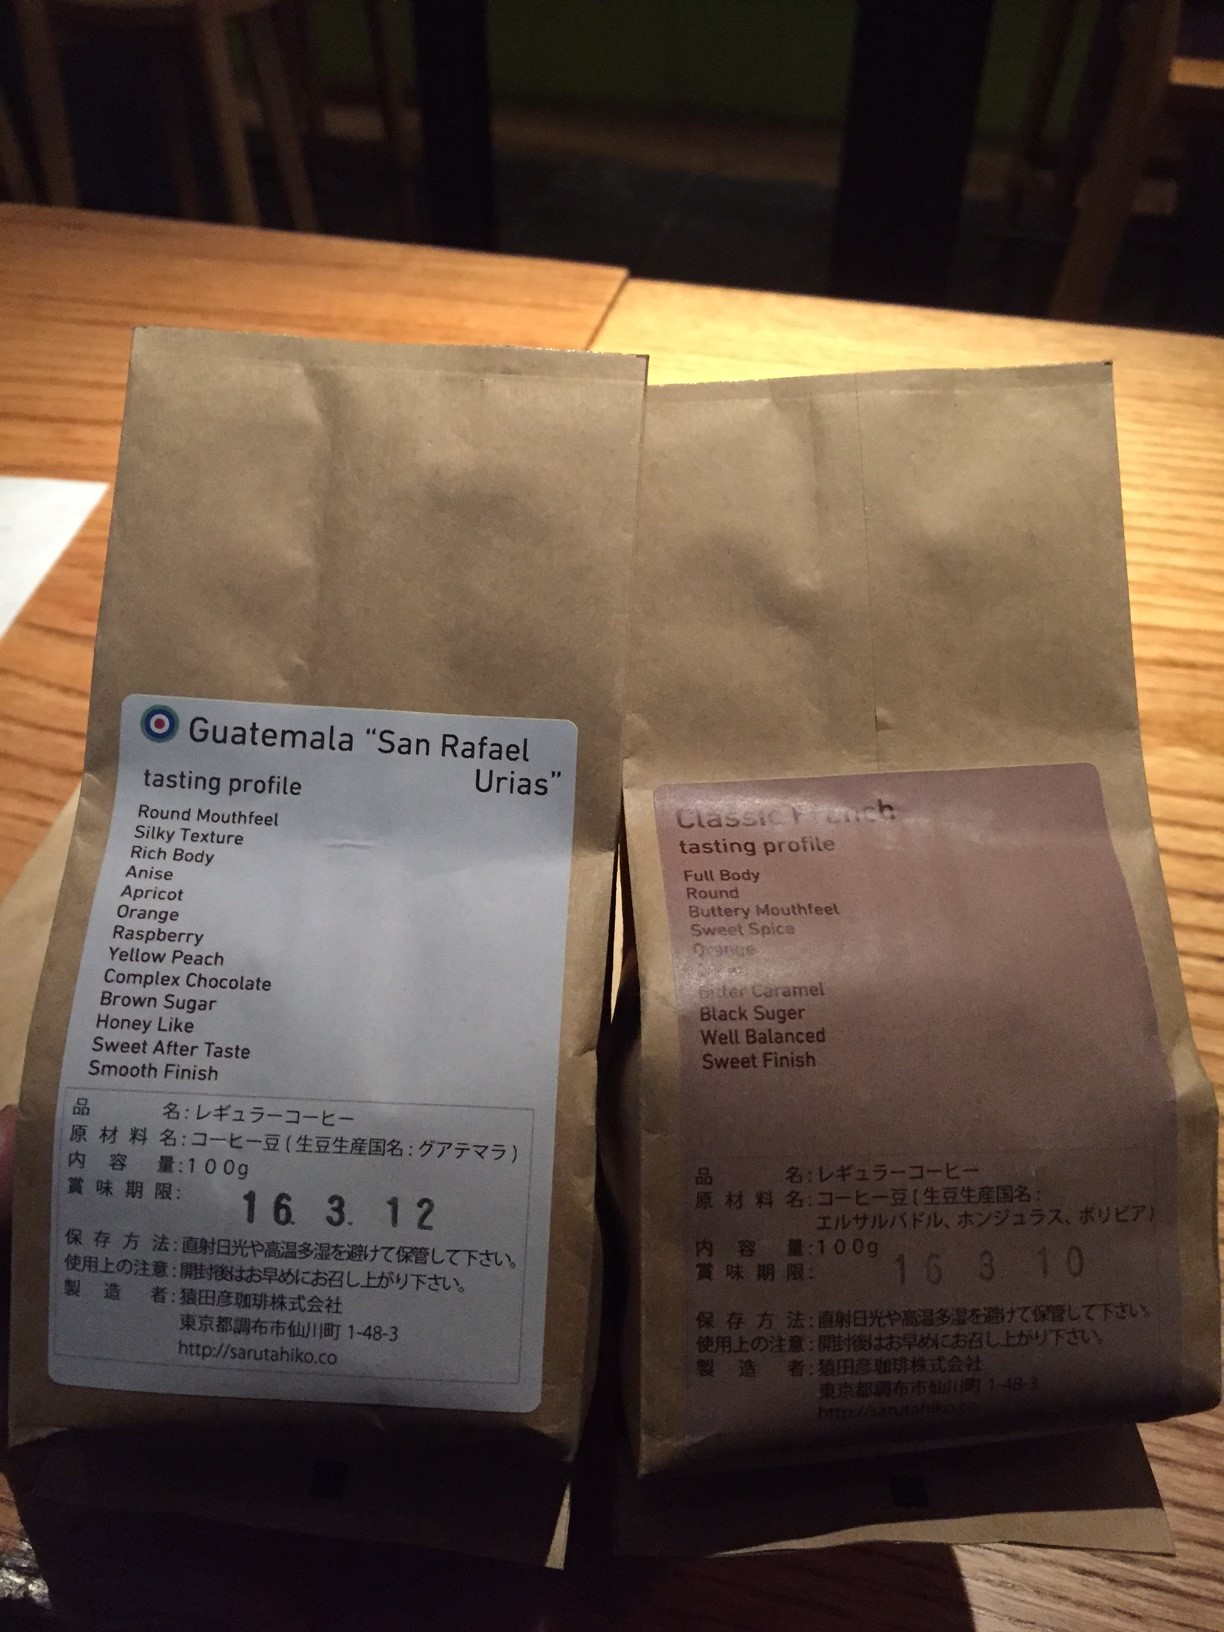 Guatemala “San Rafael
Urias”
tasting profile
Round Mouthfeel
Silky Texture
Rich Body
Anise
Apricot
Orange
Raspberry
Yellow Peach
Complex Chocolate
Brown Sugar
Honey Like
Sweet After Taste
Smooth Finish
品名:レギュラーコーヒー
原材料名:コーヒー豆(生豆生産国名:グアテマラ)
内容量:100g
賞味期限:
16. 3. 12
保存方法:直射日光や高温多湿を避けて保管して下さい。
使用上の注意:開封後はお早めにお召し上がり下さい。
製造者:猿田彦珈琲株式会社
東京都調布市仙川町 1-48-3
http://sarutahiko.co
Classic French
tasting profile
Full Body
Round
Buttery Mouthfeel
Sweet Spice
Orange
Bitter Caramel
Black Suger
Well Balanced
Sweet Finish
品名:レギュラーコーヒー
原材料名:コーヒー豆(生豆生産国名:
エルサルバドル、ホンジュラス、ボリビア)
内容量:100g
賞味期限:
16 3 10
保存方法:直射日光や高温多湿を避けて保管して下さい。
使用上の注意:開封後はお早めにお召し上がり下さい。
製造者:猿田彦珈琲株式会社
東京都調布市仙川町 1-48-3
http://sarutahiko.co